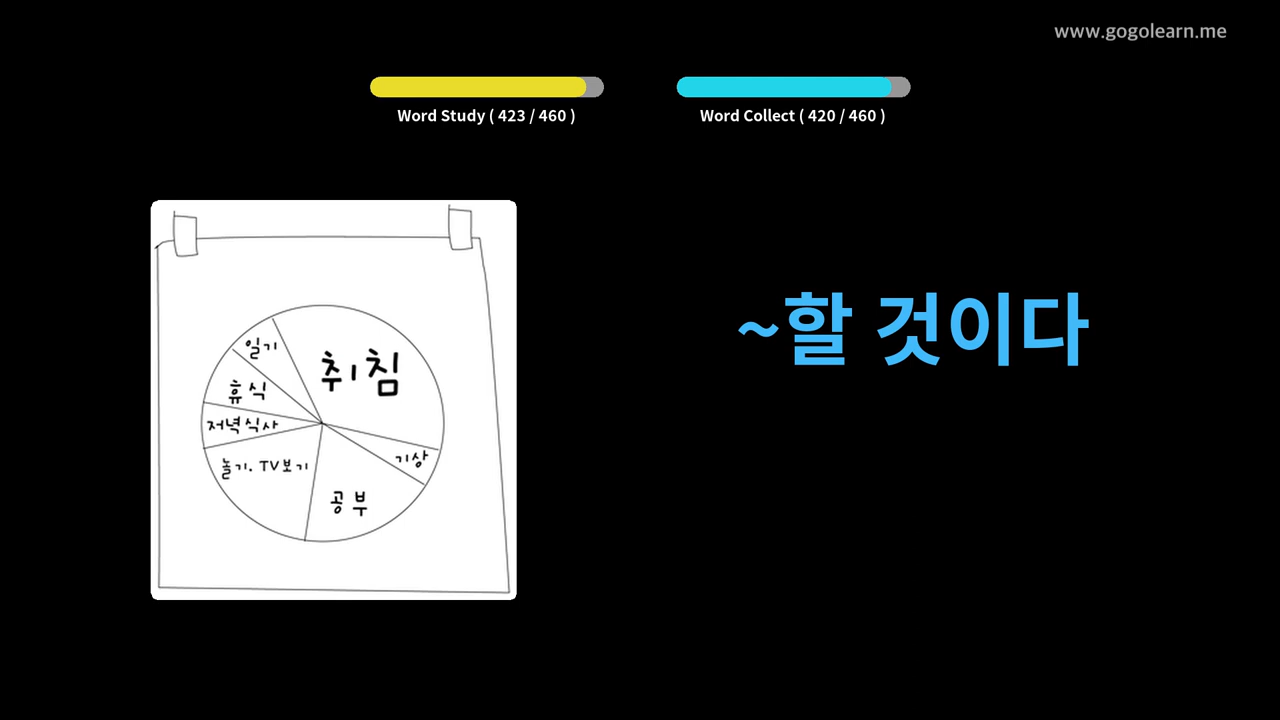 www.gogolearn.me
Word Study ( 423 / 460 )
Word Collect ( 420 / 460 )
일기
취침
휴식
저녁식사
놀기. TV보기
기상
공부
~할 것이다